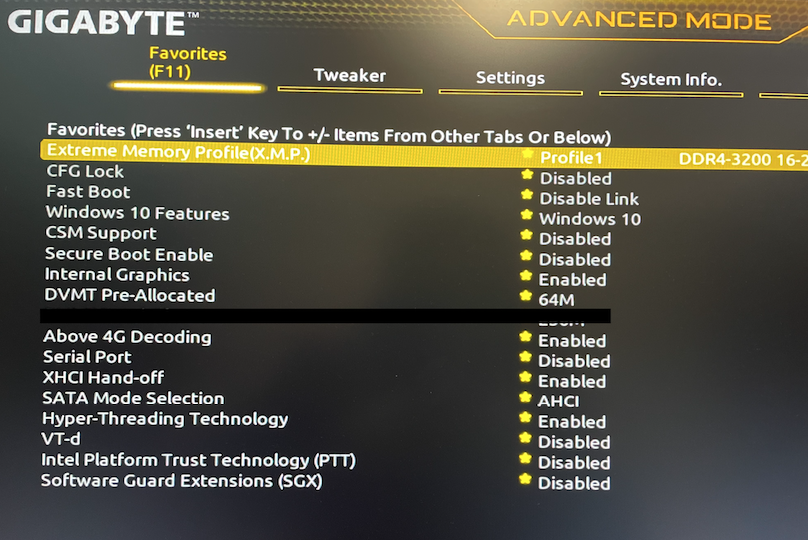 GIGABYTE™
ADVANCED MODE
Favorites
(F11)
Tweaker
Settings
System Info.
Favorites (Press ‘Insert’ Key To +/- Items From Other Tabs Or Below)
Extreme Memory Profile(X.M.P.) Profile1 DDR4-3200 16-2
CFG Lock Disabled
Fast Boot Disable Link
Windows 10 Features Windows 10
CSM Support Disabled
Secure Boot Enable Disabled
Internal Graphics Enabled
DVMT Pre-Allocated 64M
Above 4G Decoding Enabled
Serial Port Disabled
XHCI Hand-off Enabled
SATA Mode Selection AHCI
Hyper-Threading Technology Enabled
VT-d Disabled
Intel Platform Trust Technology (PTT) Disabled
Software Guard Extensions (SGX) Disabled